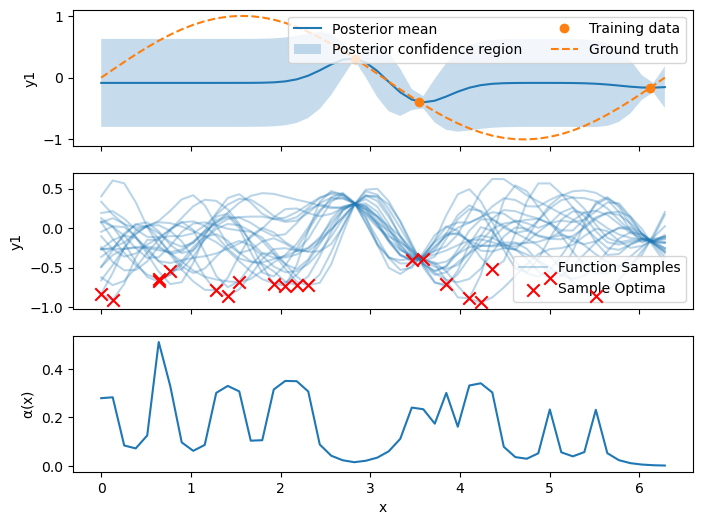 Posterior mean
Posterior confidence region
Training data
Ground truth
1
0
−1
y1
0.5
0.0
−0.5
−1.0
y1
Function Samples
Sample Optima
0.4
0.2
0.0
α(x)
0 1 2 3 4 5 6
x